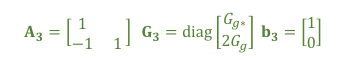 A₃ = [1 ; −1 1] G₃ = diag [G_{g*} ; 2G_g] b₃ = [1 ; 0]